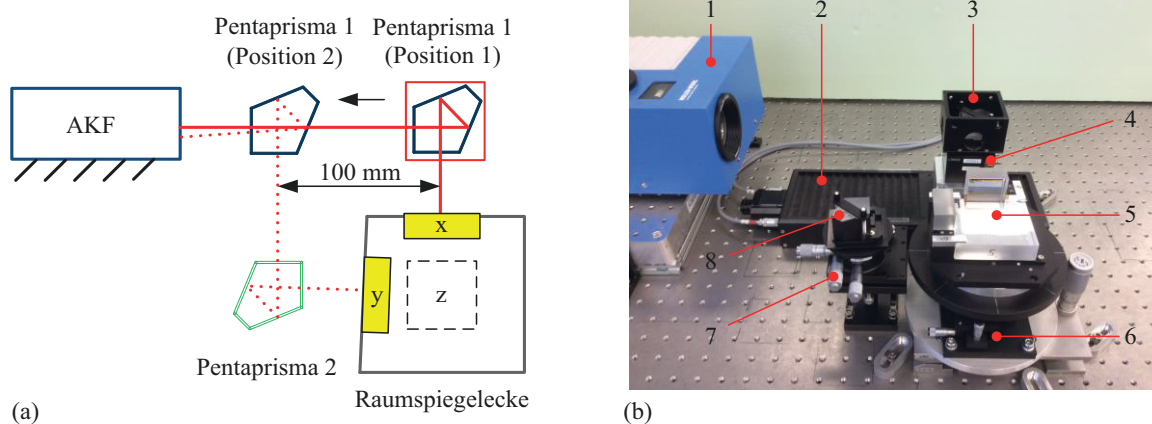 Pentaprisma 1
(Position 2)
Pentaprisma 1
(Position 1)
AKF
100 mm
x
y
z
Pentaprisma 2
Raumspiegelecke
(a)
1
2
3
4
5
6
7
8
(b)